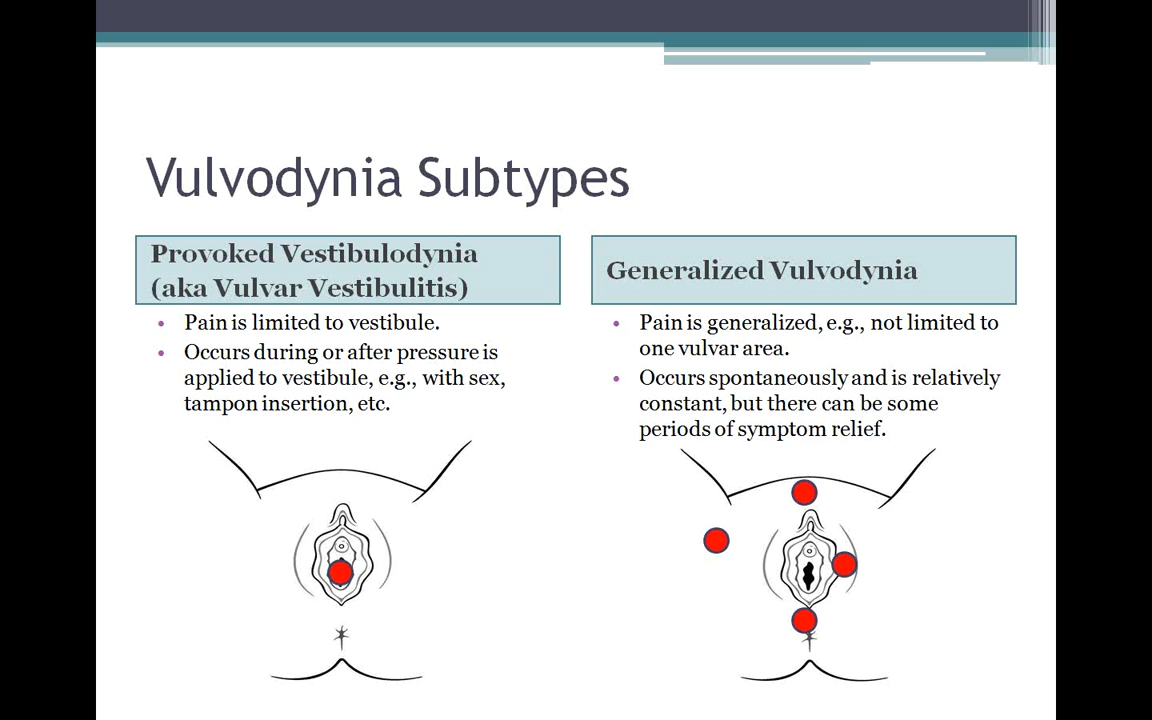 Vulvodynia Subtypes
Provoked Vestibulodynia
(aka Vulvar Vestibulitis)
• Pain is limited to vestibule.
• Occurs during or after pressure is
applied to vestibule, e.g., with sex,
tampon insertion, etc.
Generalized Vulvodynia
• Pain is generalized, e.g., not limited to
one vulvar area.
• Occurs spontaneously and is relatively
constant, but there can be some
periods of symptom relief.